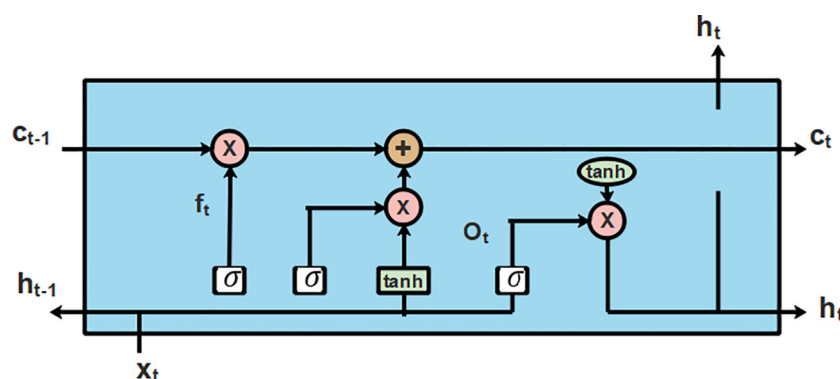 hₜ
cₜ₋₁ X + cₜ
tanh
fₜ X Oₜ X
σ σ tanh σ
hₜ₋₁ hₜ
xₜ